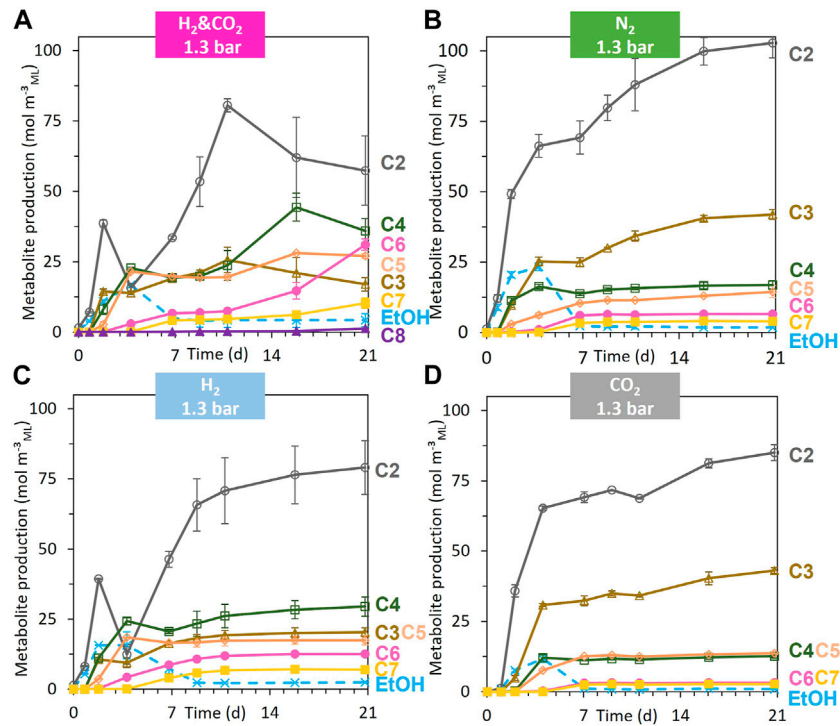 A
H₂&CO₂
1.3 bar
Metabolite production (mol m⁻³ML)
100
75
50
25
0
0
7
Time (d)
14
21
C2
C4
C6
C5
C3
C7
EtOH
C8
B
N₂
1.3 bar
Metabolite production (mol m⁻³ML)
100
75
50
25
0
0
7
Time (d)
14
21
C2
C3
C4
C5
C6
C7
EtOH
C
H₂
1.3 bar
Metabolite production (mol m⁻³ML)
100
75
50
25
0
0
7
Time (d)
14
21
C2
C4
C3 C5
C6
C7
EtOH
D
CO₂
1.3 bar
Metabolite production (mol m⁻³ML)
100
75
50
25
0
0
7
Time (d)
14
21
C2
C3
C4 C5
C6 C7
EtOH